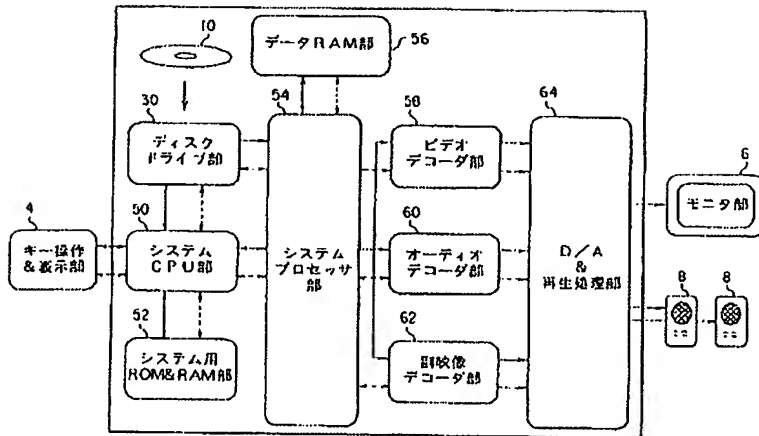 10
データRAM部
56
30
ディスク
ドライブ部
54
システム
プロセッサ
部
58
ビデオ
デコーダ部
64
D/A
&
再生処理部
6
モニタ部
4
キー操作
&表示部
50
システム
CPU部
60
オーディオ
デコーダ部
8
8
52
システム用
ROM&RAM部
62
副映像
デコーダ部